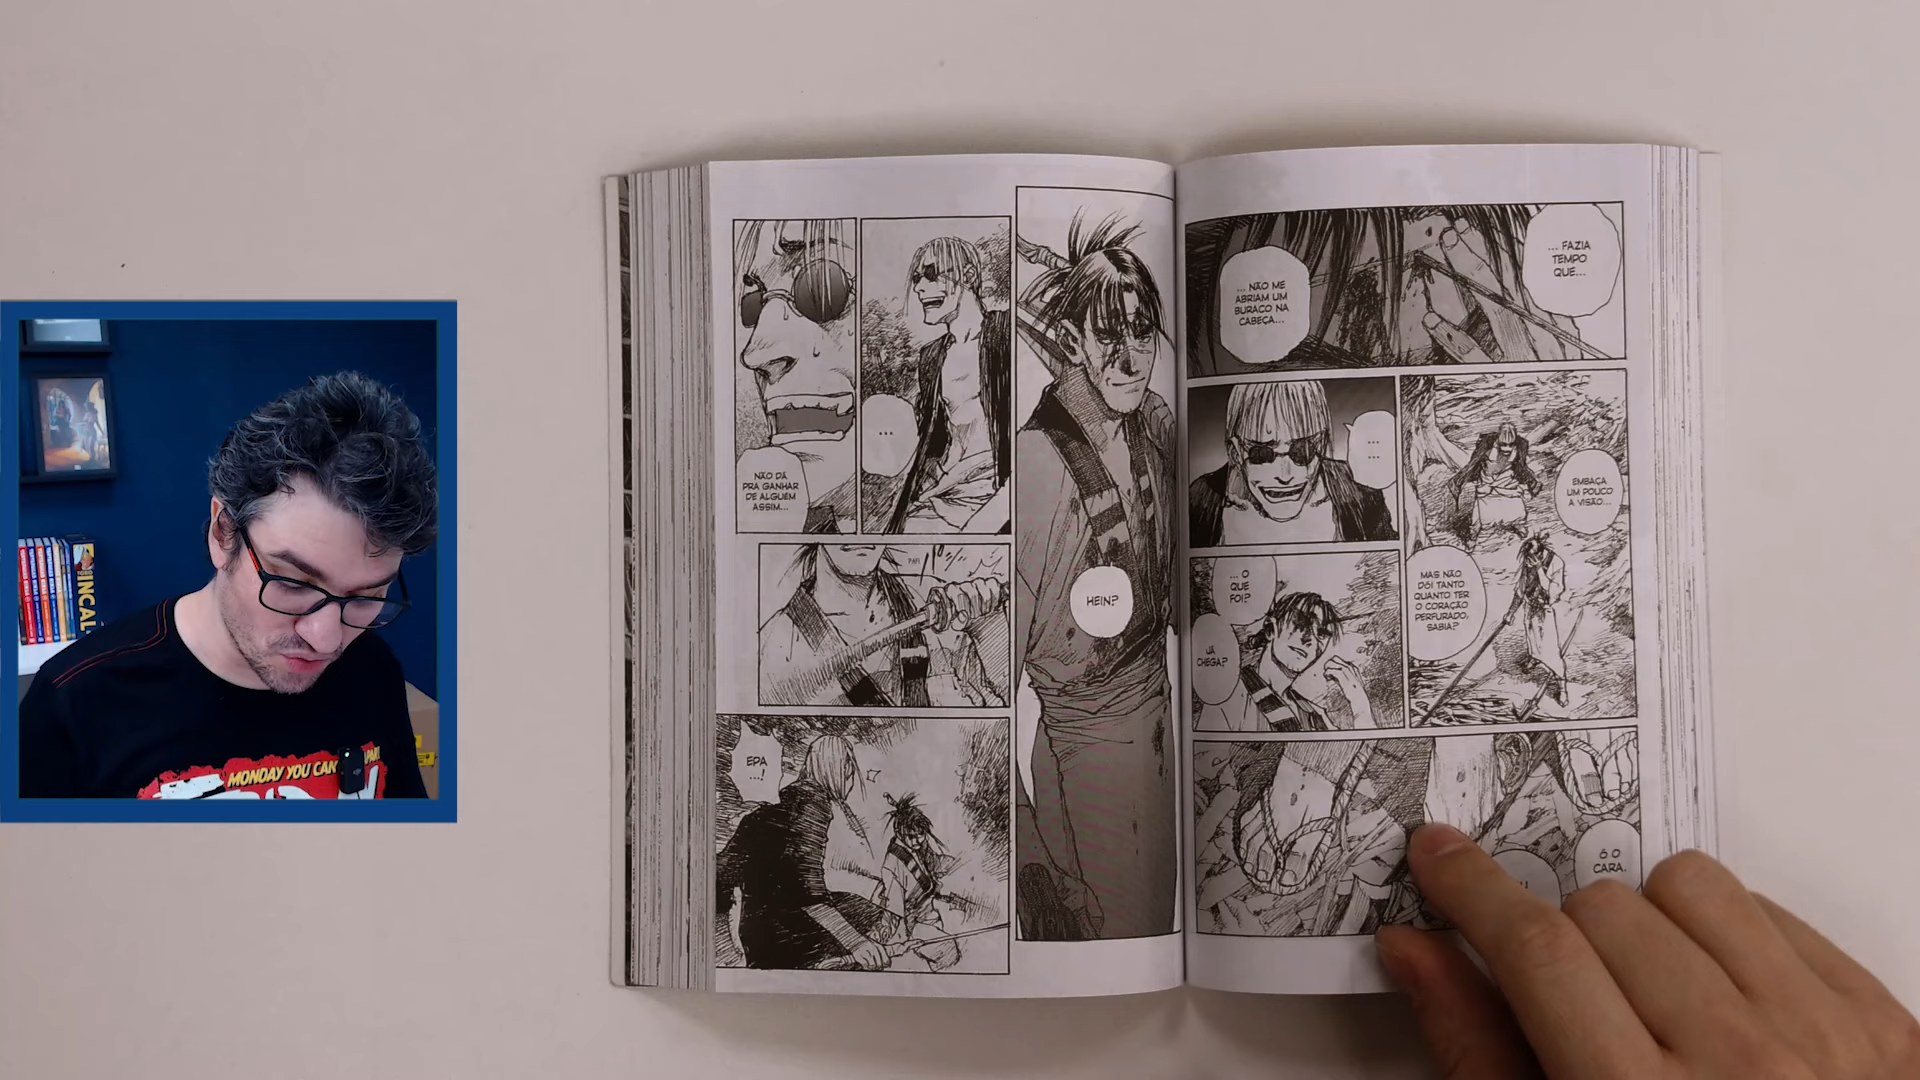 ... FAZIA
TEMPO
QUE...
... NÃO ME
ABRIAM UM
BURACO NA
CABEÇA...
EMBAÇA
UM POUCO
A VISÃO...
MAS NÃO
DÓI TANTO
QUANTO TER
O CORAÇÃO
PERFURADO,
SABIA?
...
...
... O
QUE
FOI?
JÁ
CHEGA?
Ó O
CARA.
HEIN?
...
NÃO DÁ
PRA GANHAR
DE ALGUÉM
ASSIM...
EPA
...!
INCAL
MONDAY YOU CAN